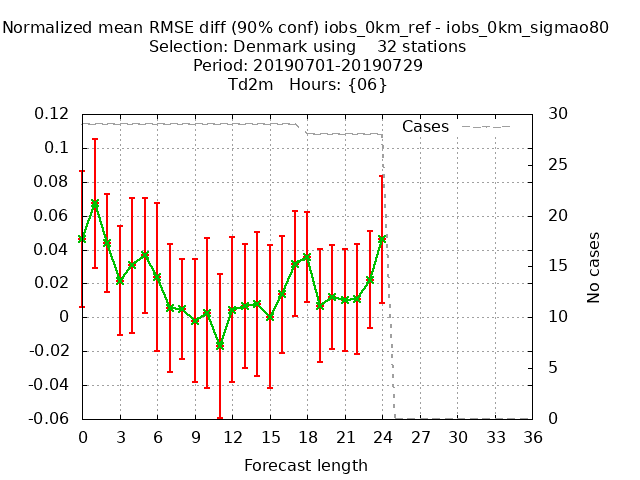 Normalized mean RMSE diff (90% conf) iobs_0km_ref - iobs_0km_sigmao80
Selection: Denmark using    32 stations
Period: 20190701-20190729
Td2m   Hours: {06}
0.12
0.1
0.08
0.06
0.04
0.02
0
-0.02
-0.04
-0.06
Cases
30
25
20
15
10
5
0
No cases
0 3 6 9 12 15 18 21 24 27 30 33 36
Forecast length